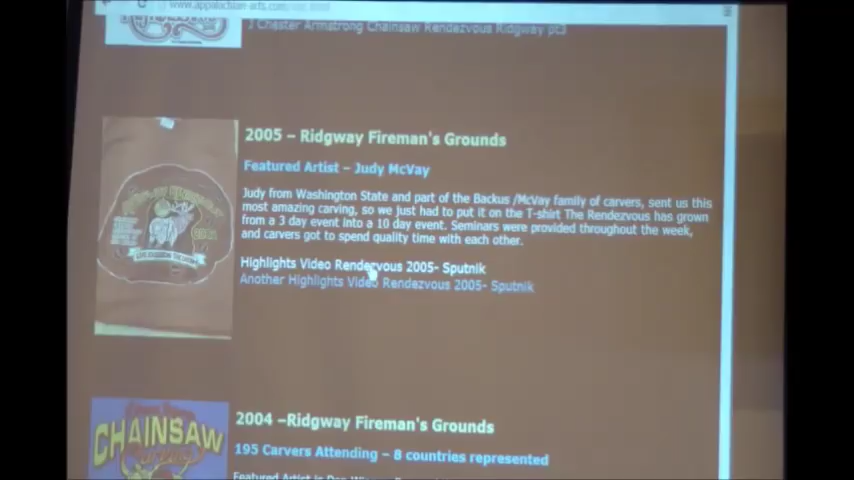 www.appalachian-arts.com
J Chester Armstrong Chainsaw Rendezvous Ridgway pt3
2005 – Ridgway Fireman's Grounds
Featured Artist – Judy McVay
Judy from Washington State and part of the Backus /McVay family of carvers, sent us this
most amazing carving, so we just had to put it on the T-shirt The Rendezvous has grown
from a 3 day event into a 10 day event. Seminars were provided throughout the week,
and carvers got to spend quality time with each other.
Highlights Video Rendezvous 2005- Sputnik
Another Highlights Video Rendezvous 2005- Sputnik
2004 –Ridgway Fireman's Grounds
CHAINSAW
195 Carvers Attending – 8 countries represented
Featured Artist is